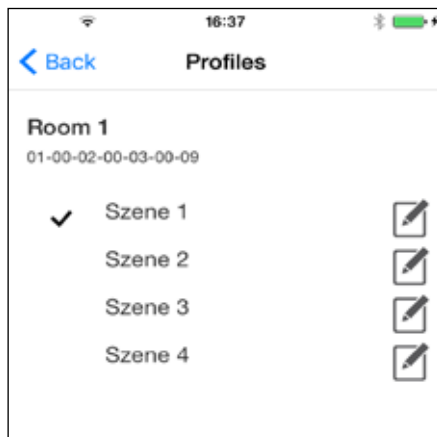 16:37
Back Profiles
Room 1
01-00-02-00-03-00-09
Szene 1
Szene 2
Szene 3
Szene 4